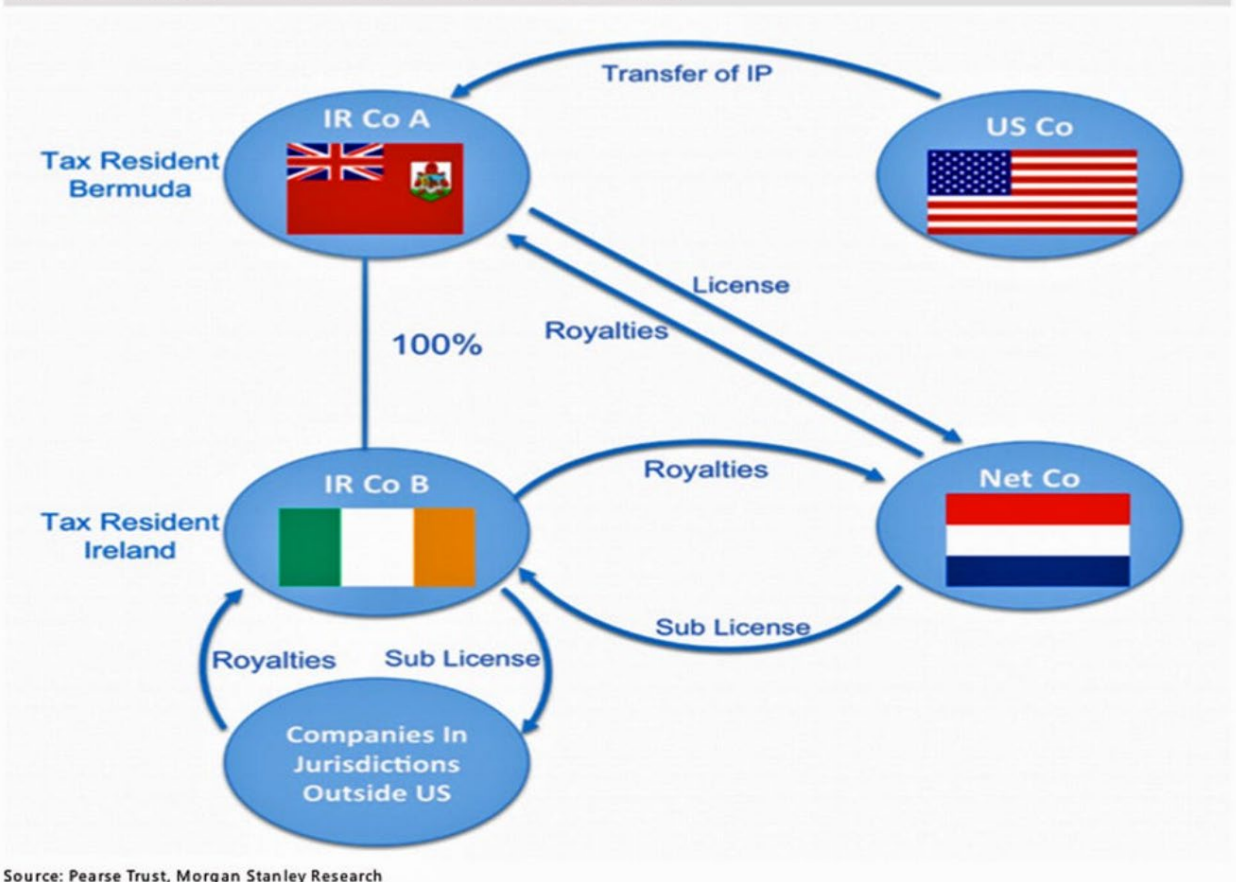 Transfer of IP
IR Co A
US Co
Tax Resident
Bermuda
License
Royalties
100%
IR Co B
Royalties
Net Co
Tax Resident
Ireland
Sub License
Royalties
Sub License
Companies In
Jurisdictions
Outside US
Source: Pearse Trust, Morgan Stanley Research